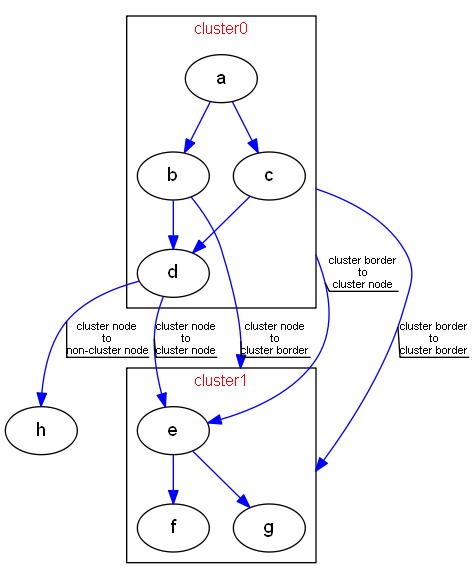 cluster0
a
b
c
d
cluster border
to
cluster node
cluster node
to
non-cluster node
cluster node
to
cluster node
cluster node
to
cluster border
cluster border
to
cluster border
cluster1
h
e
f
g